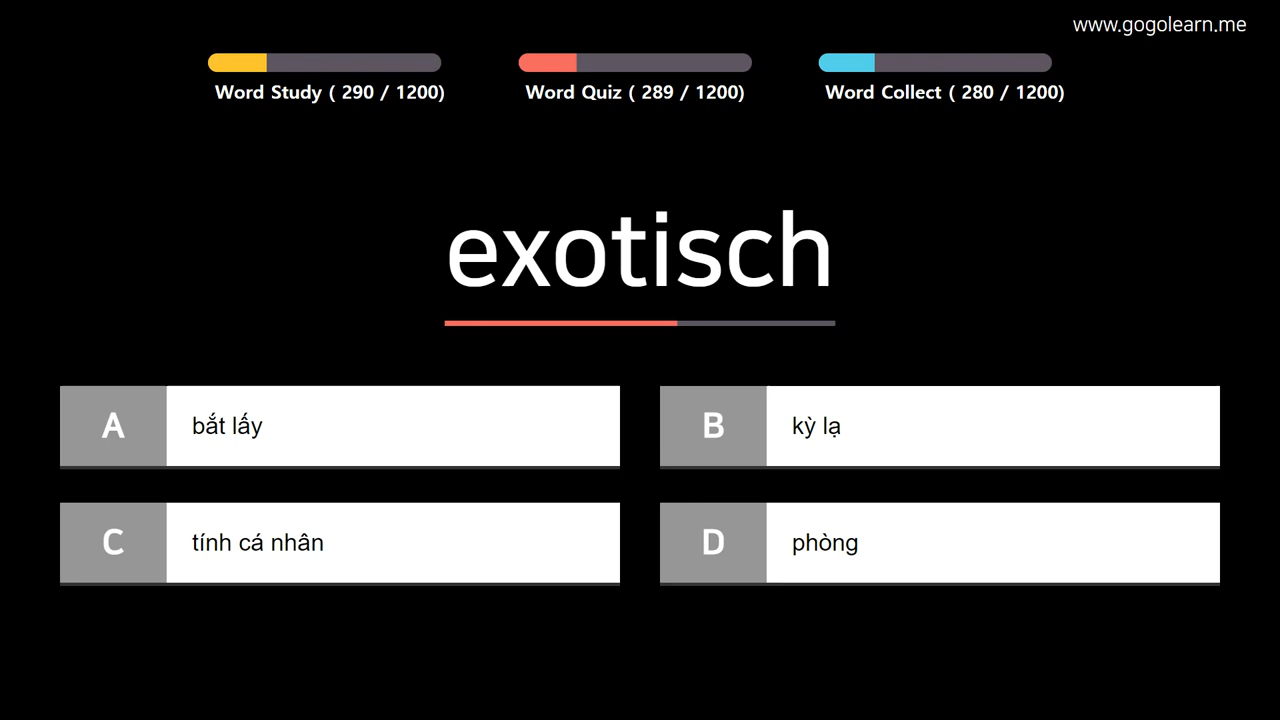 www.gogolearn.me
Word Study ( 290 / 1200)
Word Quiz ( 289 / 1200)
Word Collect ( 280 / 1200)
exotisch
A bắt lấy
B kỳ lạ
C tính cá nhân
D phòng